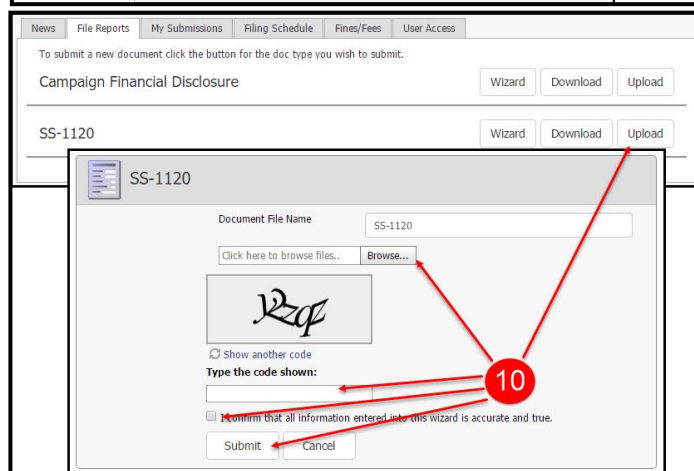 News File Reports My Submissions Filing Schedule Fines/Fees User Access
To submit a new document click the button for the doc type you wish to submit.
Campaign Financial Disclosure Wizard Download Upload
SS-1120 Wizard Download Upload
SS-1120
Document File Name SS-1120
Click here to browse files.. Browse...
y2zqz
Show another code
Type the code shown:
10
I confirm that all information entered into this wizard is accurate and true.
Submit Cancel